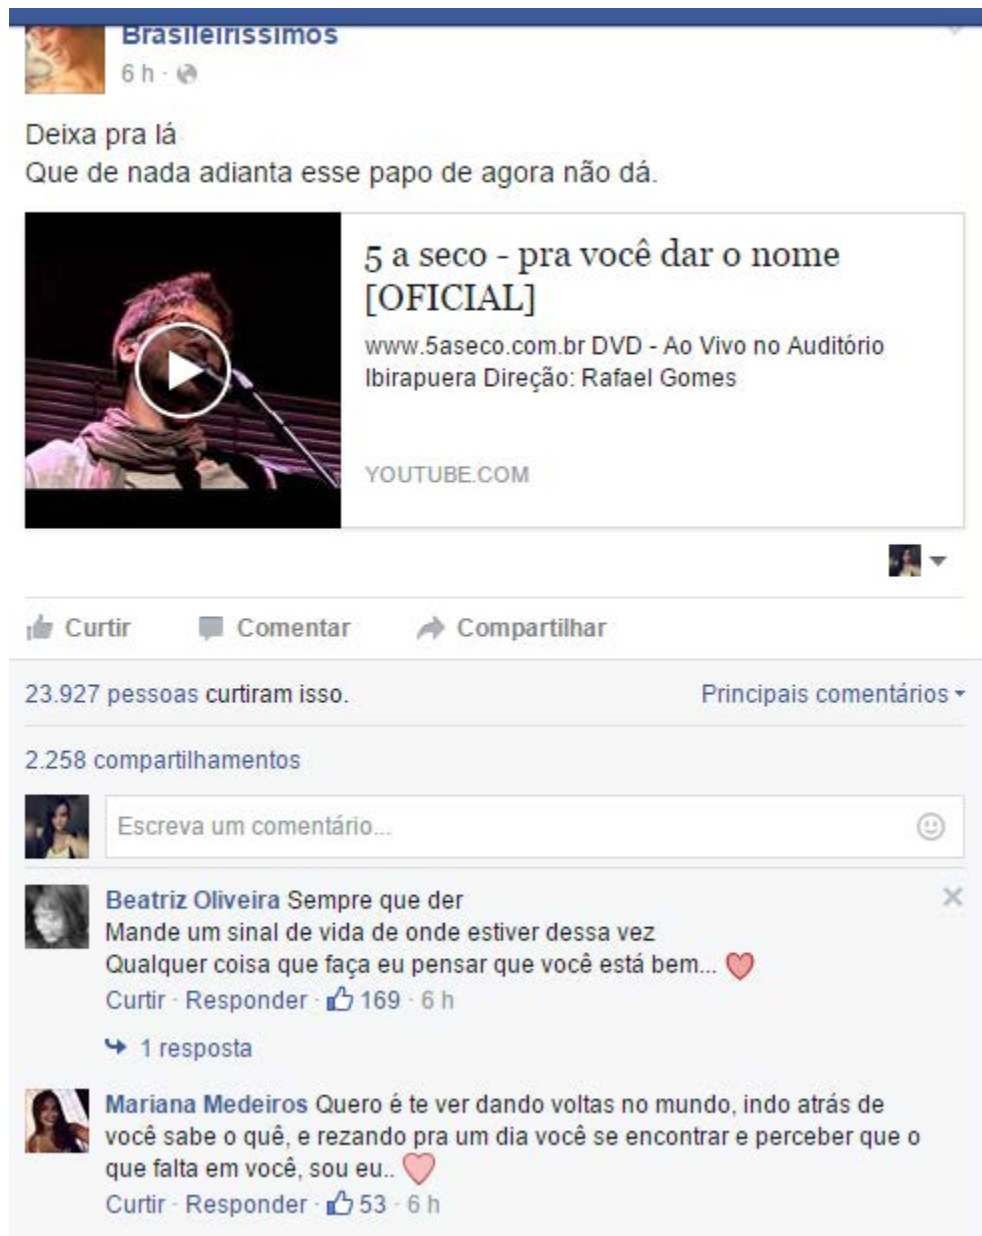 Brasileiríssimos
6 h ·
Deixa pra lá
Que de nada adianta esse papo de agora não dá.
5 a seco - pra você dar o nome
[OFICIAL]
www.5aseco.com.br DVD - Ao Vivo no Auditório
Ibirapuera Direção: Rafael Gomes
YOUTUBE.COM
Curtir Comentar Compartilhar
23.927 pessoas curtiram isso. Principais comentários
2.258 compartilhamentos
Escreva um comentário...
Beatriz Oliveira Sempre que der
Mande um sinal de vida de onde estiver dessa vez
Qualquer coisa que faça eu pensar que você está bem...
Curtir · Responder · 169 · 6 h
1 resposta
Mariana Medeiros Quero é te ver dando voltas no mundo, indo atrás de
você sabe o quê, e rezando pra um dia você se encontrar e perceber que o
que falta em você, sou eu..
Curtir · Responder · 53 · 6 h